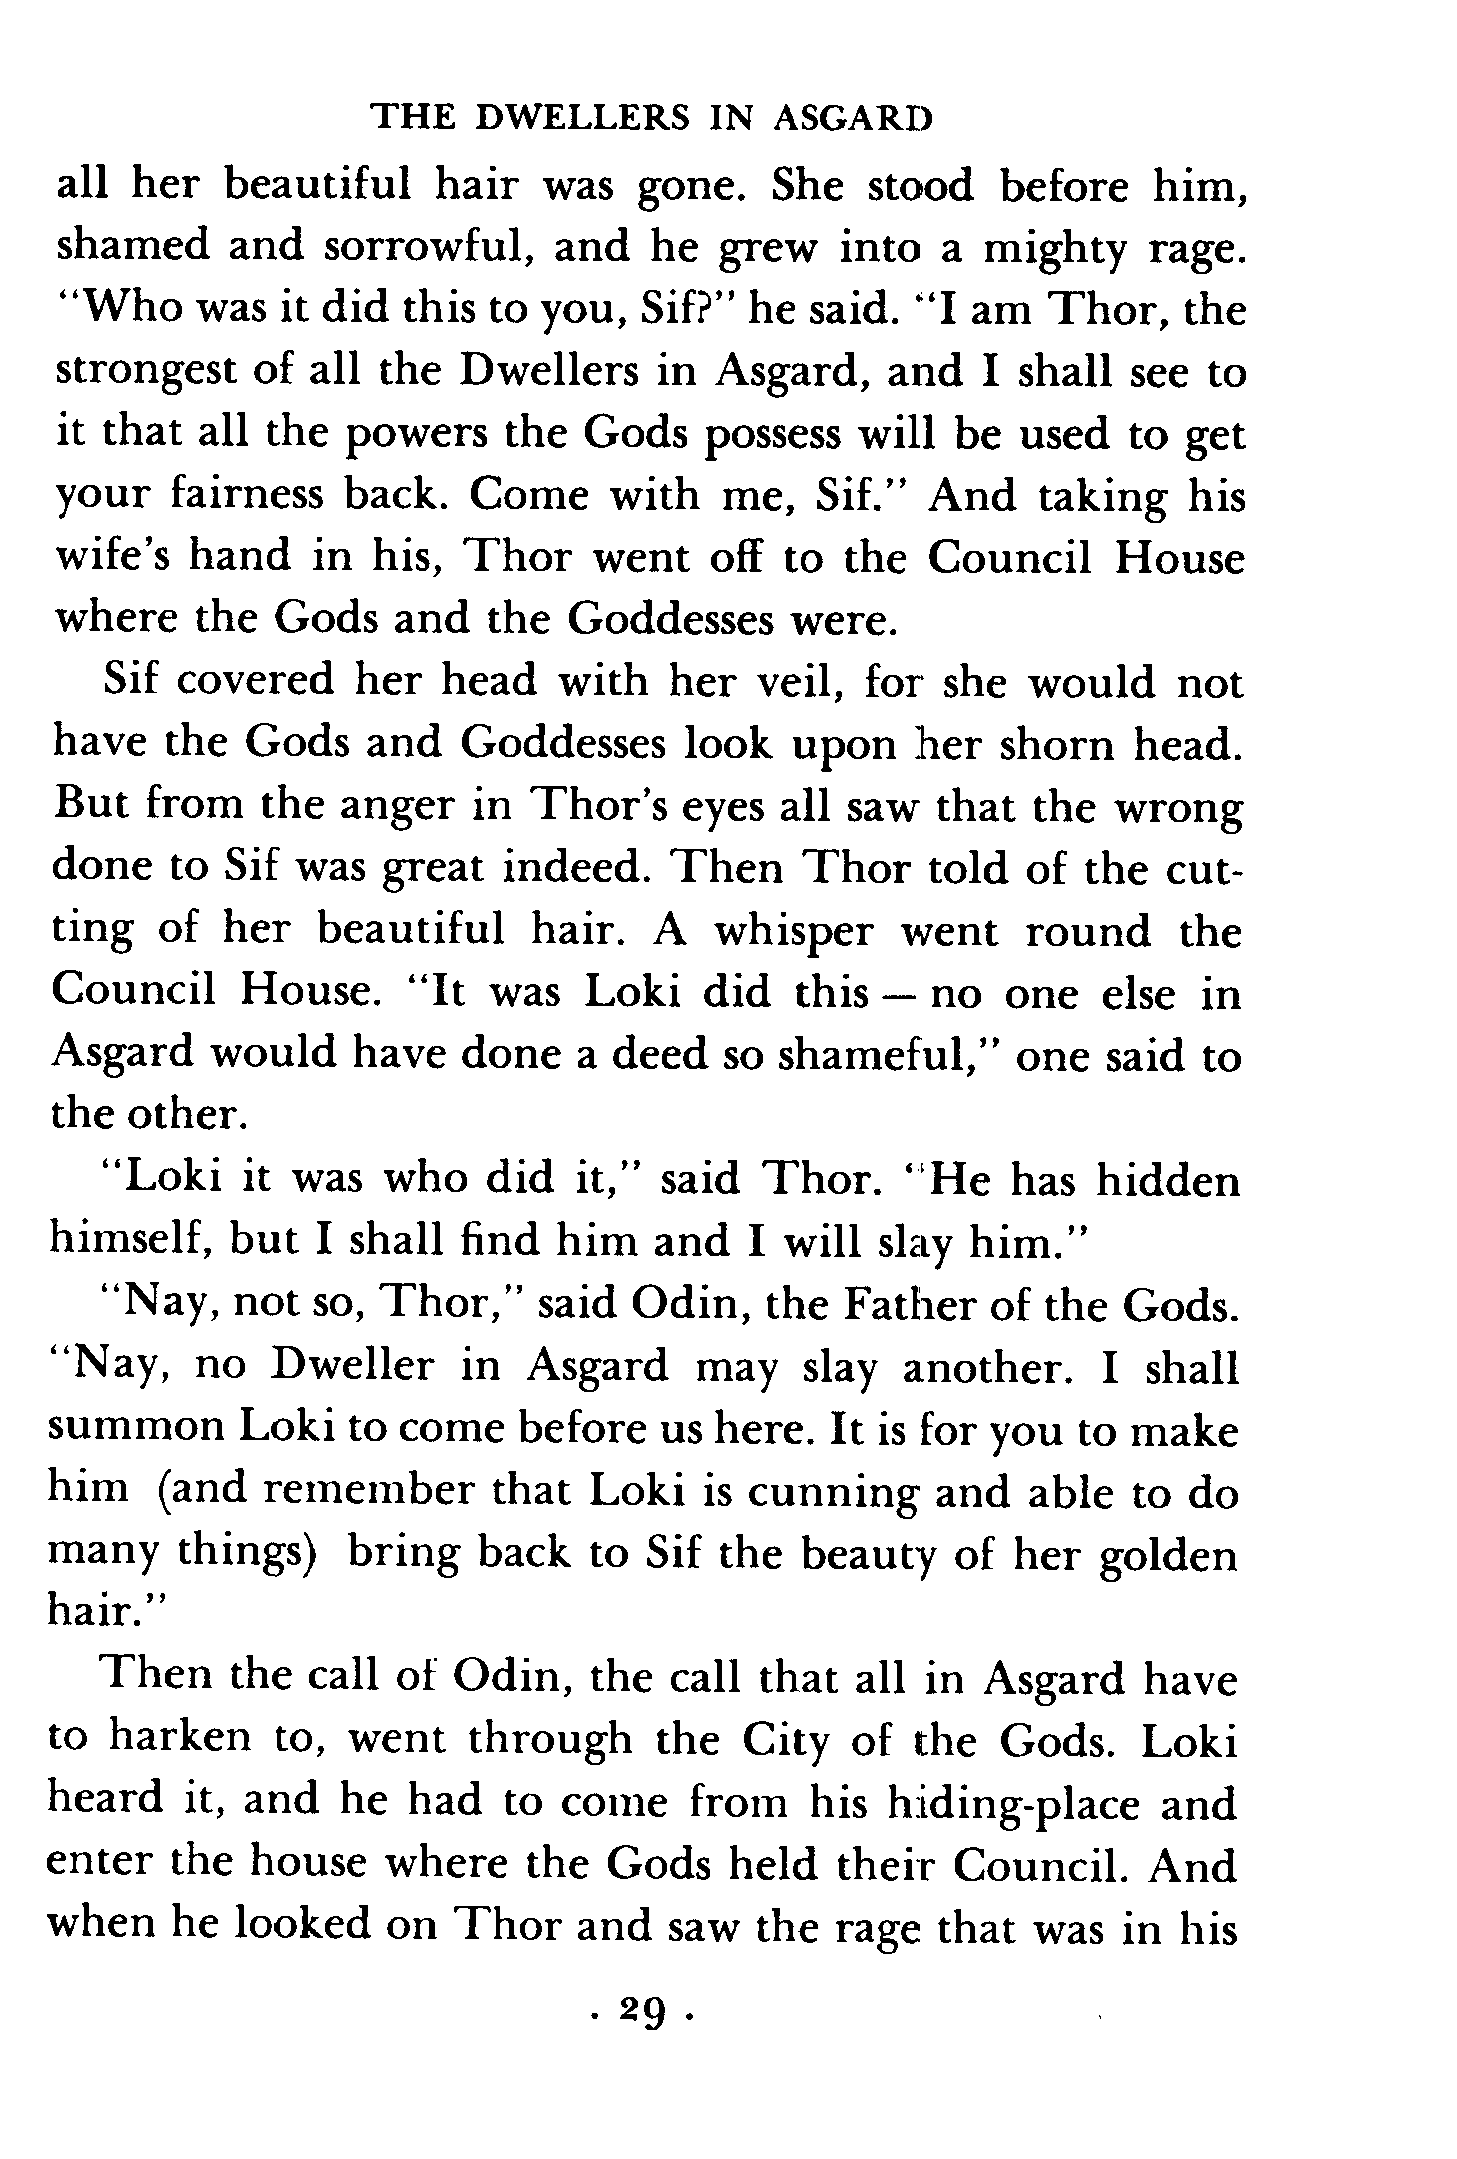 THE DWELLERS IN ASGARD
all her beautiful hair was gone. She stood before him,
shamed and sorrowful, and he grew into a mighty rage.
"Who was it did this to you, Sif?" he said. "I am Thor, the
strongest of all the Dwellers in Asgard, and I shall see to
it that all the powers the Gods possess will be used to get
your fairness back. Come with me, Sif." And taking his
wife's hand in his, Thor went off to the Council House
where the Gods and the Goddesses were.
Sif covered her head with her veil, for she would not
have the Gods and Goddesses look upon her shorn head.
But from the anger in Thor's eyes all saw that the wrong
done to Sif was great indeed. Then Thor told of the cut-
ting of her beautiful hair. A whisper went round the
Council House. "It was Loki did this — no one else in
Asgard would have done a deed so shameful," one said to
the other.
"Loki it was who did it," said Thor. "He has hidden
himself, but I shall find him and I will slay him."
"Nay, not so, Thor," said Odin, the Father of the Gods.
"Nay, no Dweller in Asgard may slay another. I shall
summon Loki to come before us here. It is for you to make
him (and remember that Loki is cunning and able to do
many things) bring back to Sif the beauty of her golden
hair."
Then the call of Odin, the call that all in Asgard have
to harken to, went through the City of the Gods. Loki
heard it, and he had to come from his hiding-place and
enter the house where the Gods held their Council. And
when he looked on Thor and saw the rage that was in his
. 29 .